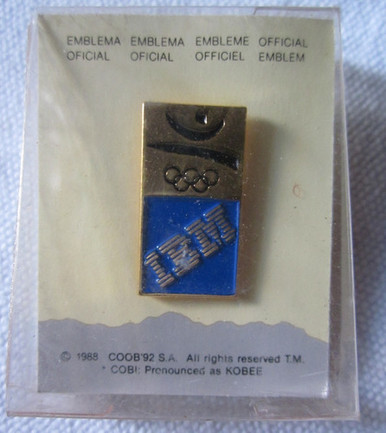 EMBLEMA EMBLEMA EMBLEME OFFICIAL
OFICIAL OFICIAL OFFICIEL EMBLEM
IBM
© 1988 COOB'92 S.A. All rights reserved T.M.
* COBI: Pronounced as KOBEE